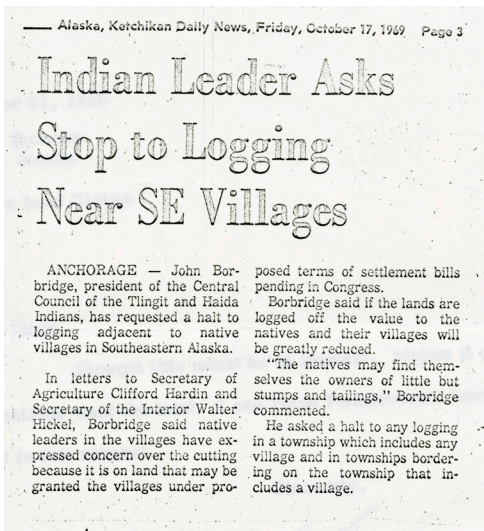 Alaska, Ketchikan Daily News, Friday, October 17, 1969 Page 3
Indian Leader Asks
Stop to Logging
Near SE Villages
ANCHORAGE — John Bor-
bridge, president of the Central
Council of the Tlingit and Haida
Indians, has requested a halt to
logging adjacent to native
villages in Southeastern Alaska.
In letters to Secretary of
Agriculture Clifford Hardin and
Secretary of the Interior Walter
Hickel, Borbridge said native
leaders in the villages have ex-
pressed concern over the cutting
because it is on land that may be
granted the villages under pro-
posed terms of settlement bills
pending in Congress.
Borbridge said if the lands are
logged off the value to the
natives and their villages will
be greatly reduced.
"The natives may find them-
selves the owners of little but
stumps and tailings," Borbridge
commented.
He asked a halt to any logging
in a township which includes any
village and in townships border-
ing on the township that in-
cludes a village.